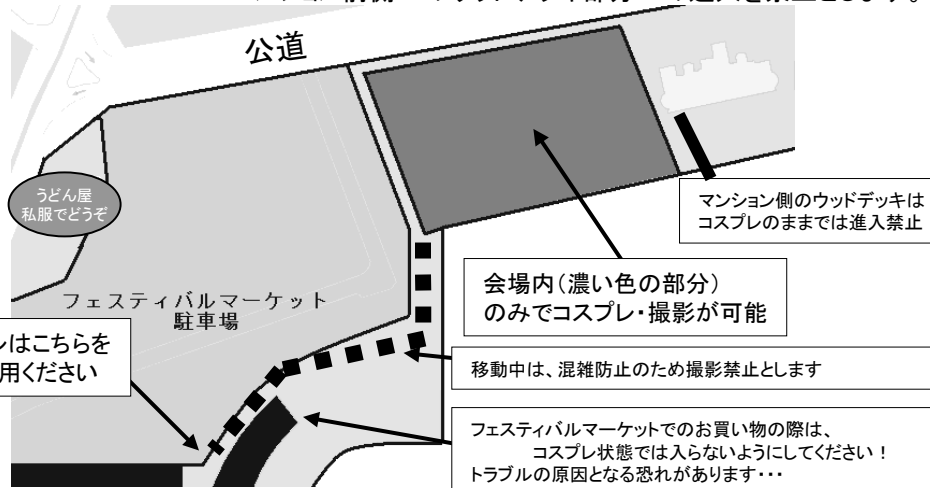 公道
うどん屋
私服でどうぞ
マンション側のウッドデッキは
コスプレのままでは進入禁止
会場内(濃い色の部分)
のみでコスプレ・撮影が可能
フェスティバルマーケット
駐車場
はこちらを
用ください
移動中は、混雑防止のため撮影禁止とします
フェスティバルマーケットでのお買い物の際は、
コスプレ状態では入らないようにしてください！
トラブルの原因となる恐れがあります・・・